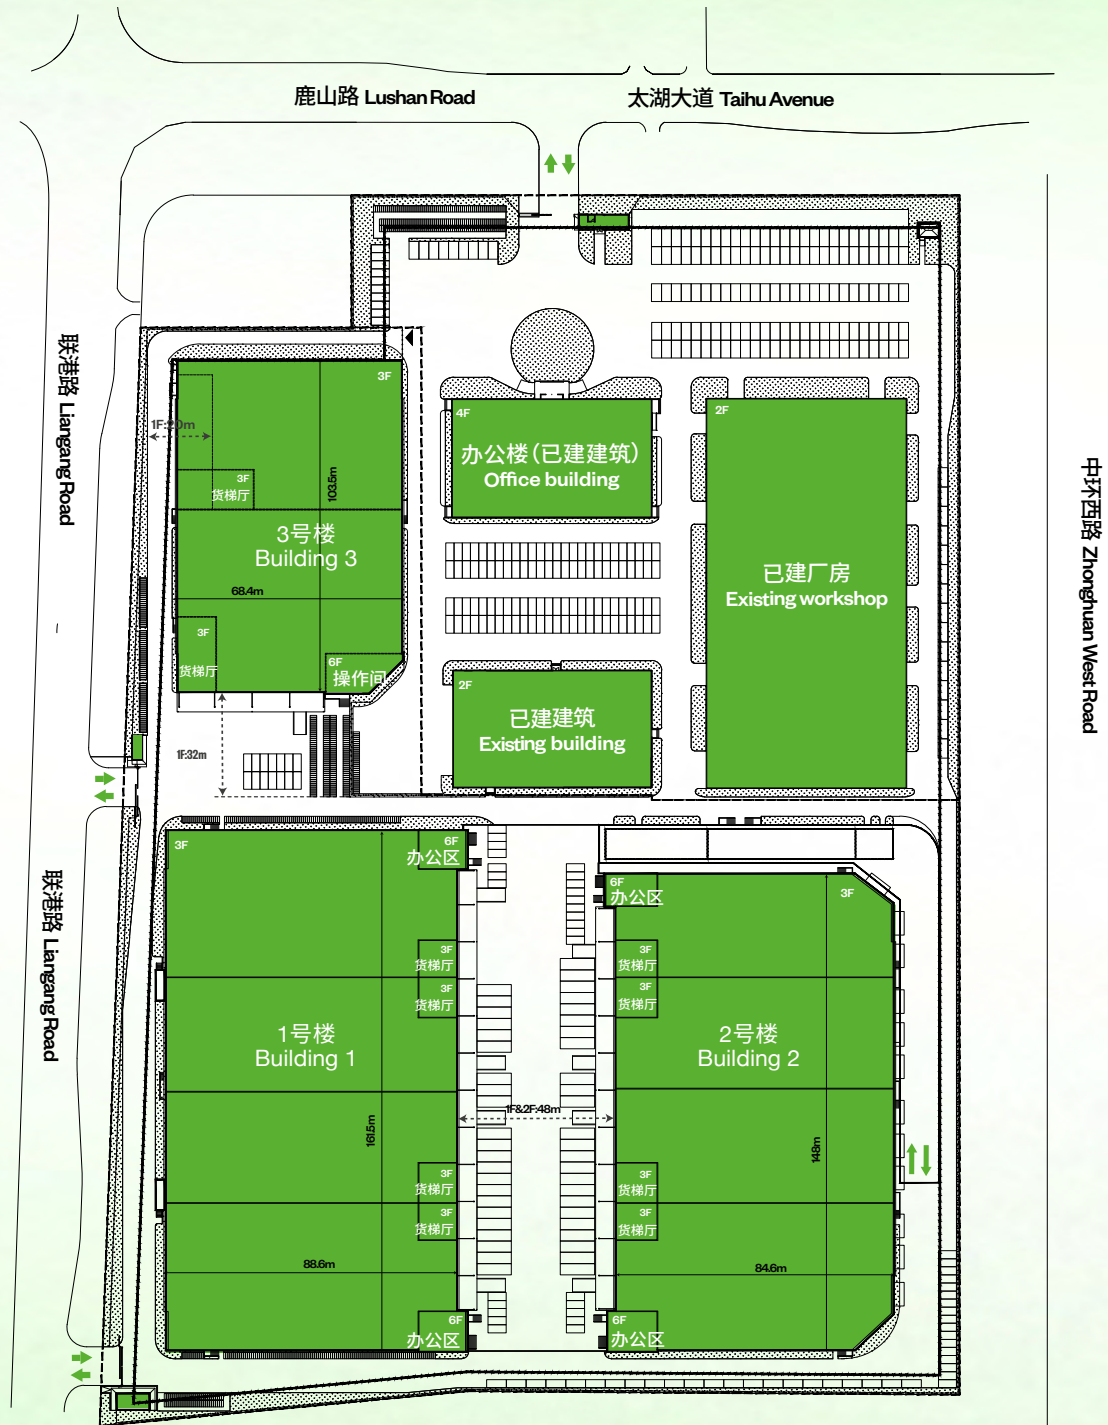 鹿山路 Lushan Road
太湖大道 Taihu Avenue
联港路 Liangang Road
中环西路 Zhonghuan West Road
3F
1F:20m
3F
货梯厅
103.5m
3号楼
Building 3
68.4m
3F
货梯厅
6F
操作间
1F:32m
4F
办公楼（已建建筑）
Office building
2F
已建厂房
Existing workshop
2F
已建建筑
Existing building
联港路 Liangang Road
3F
6F
办公区
3F
货梯厅
3F
货梯厅
1号楼
Building 1
161.5m
3F
货梯厅
3F
货梯厅
88.6m
6F
办公区
1F&2F:48m
6F
办公区
3F
3F
货梯厅
3F
货梯厅
2号楼
Building 2
148m
3F
货梯厅
3F
货梯厅
84.6m
6F
办公区